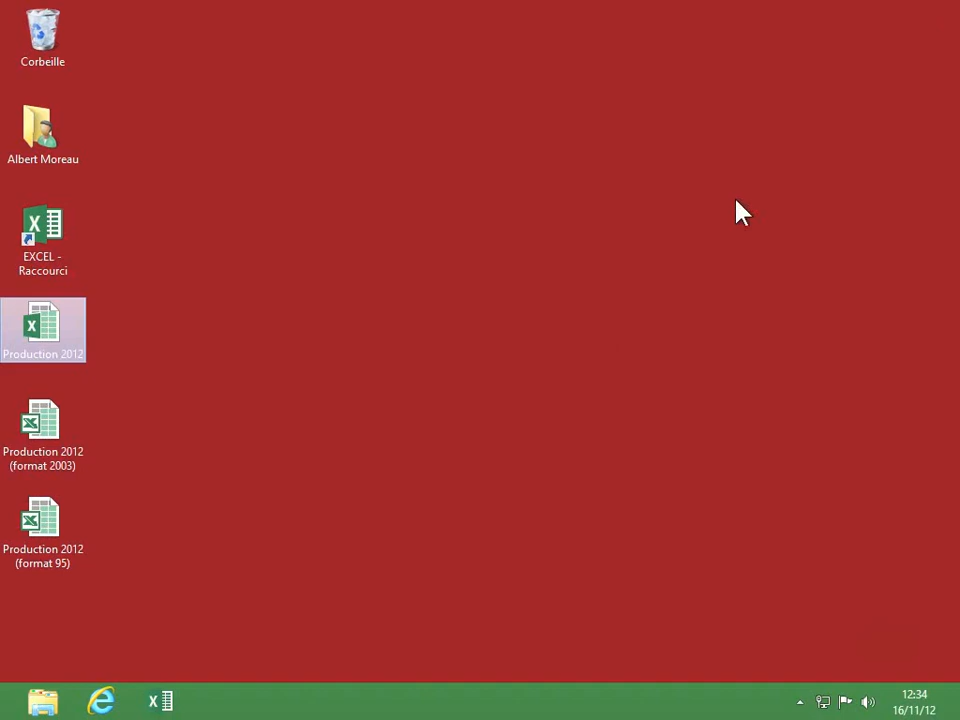 Corbeille
Albert Moreau
EXCEL -
Raccourci
Production 2012
Production 2012
(format 2003)
Production 2012
(format 95)
12:34
16/11/12